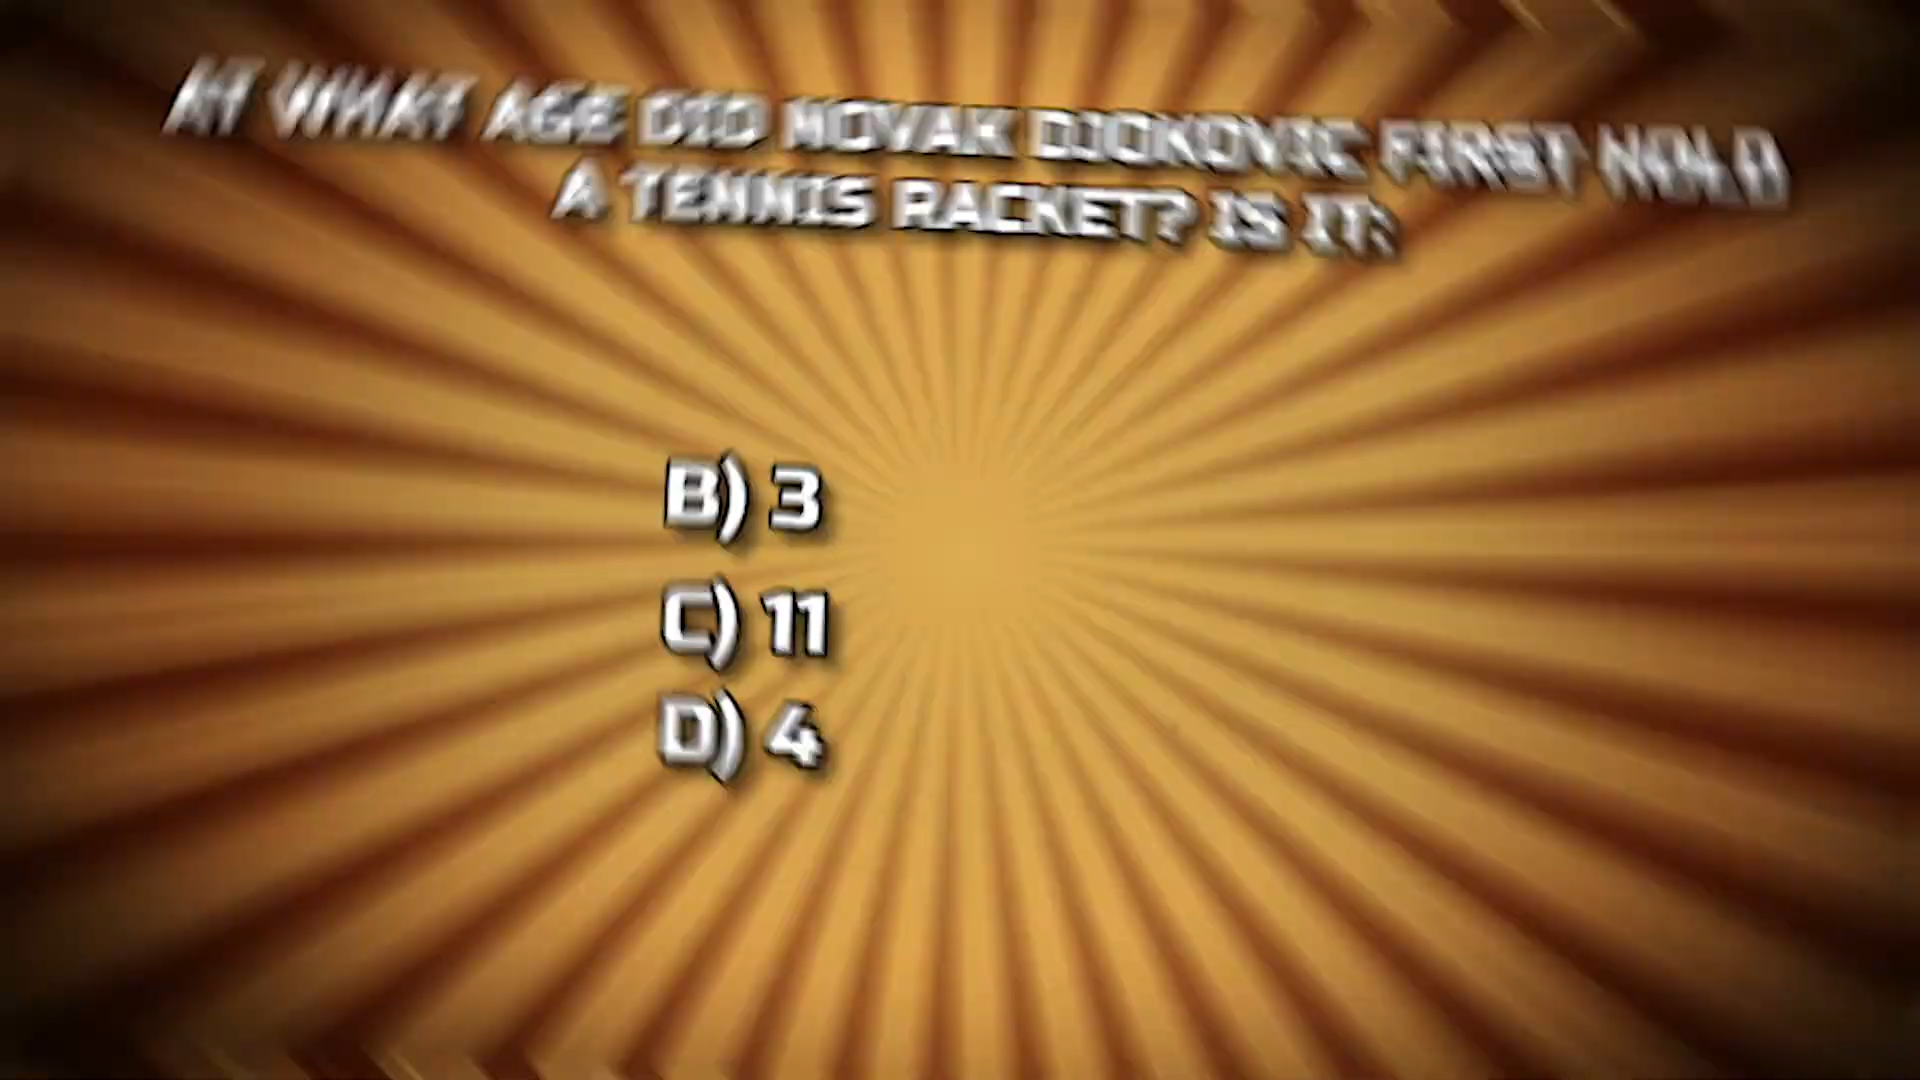 AT WHAT AGE DID NOVAK DJOKOVIC FIRST HOLD
A TENNIS RACKET? IS IT:
B) 3
C) 11
D) 4